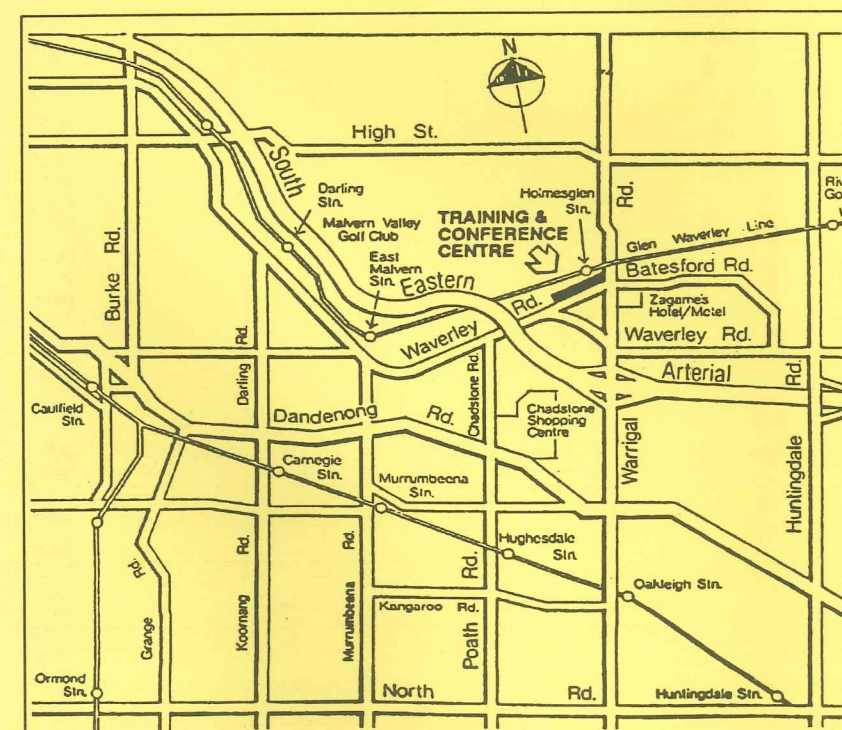 N
High St.
South
Darling
Stn.
Malvern Valley
Golf Club
East
Malvern
Stn.
Eastern
TRAINING &
CONFERENCE
CENTRE
Holmesglen
Stn.
Rd.
Glen Waverley Line
Batesford Rd.
Zagame's
Hotel/Motel
Waverley Rd.
Waverley Rd.
Arterial
Burke Rd.
Darling Rd.
Chadstone Rd.
Caulfield
Stn.
Dandenong Rd.
Chadstone
Shopping
Centre
Warrigal
Huntingdale Rd.
Carnegie
Stn.
Murrumbeena
Stn.
Hughesdale
Stn.
Oakleigh Stn.
Grange Rd.
Koornang Rd.
Murrumbeena Rd.
Poath Rd.
Kangaroo Rd.
Ormond
Stn.
North Rd.
Huntingdale Stn.